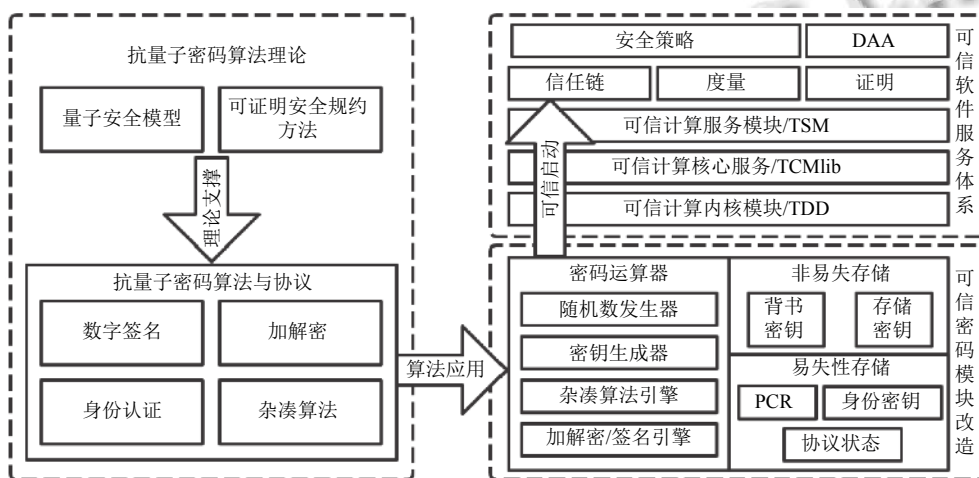 抗量子密码算法理论
量子安全模型
可证明安全规约
方法
理论支撑
抗量子密码算法与协议
数字签名
加解密
身份认证
杂凑算法
算法应用
安全策略
DAA
信任链
度量
证明
可信计算服务模块/TSM
可信计算核心服务/TCMlib
可信计算内核模块/TDD
可信软件服务体系
可信启动
密码运算器
随机数发生器
密钥生成器
杂凑算法引擎
加解密/签名引擎
非易失存储
背书
密钥
存储
密钥
易失性存储
PCR
身份密钥
协议状态
可信密码模块改造